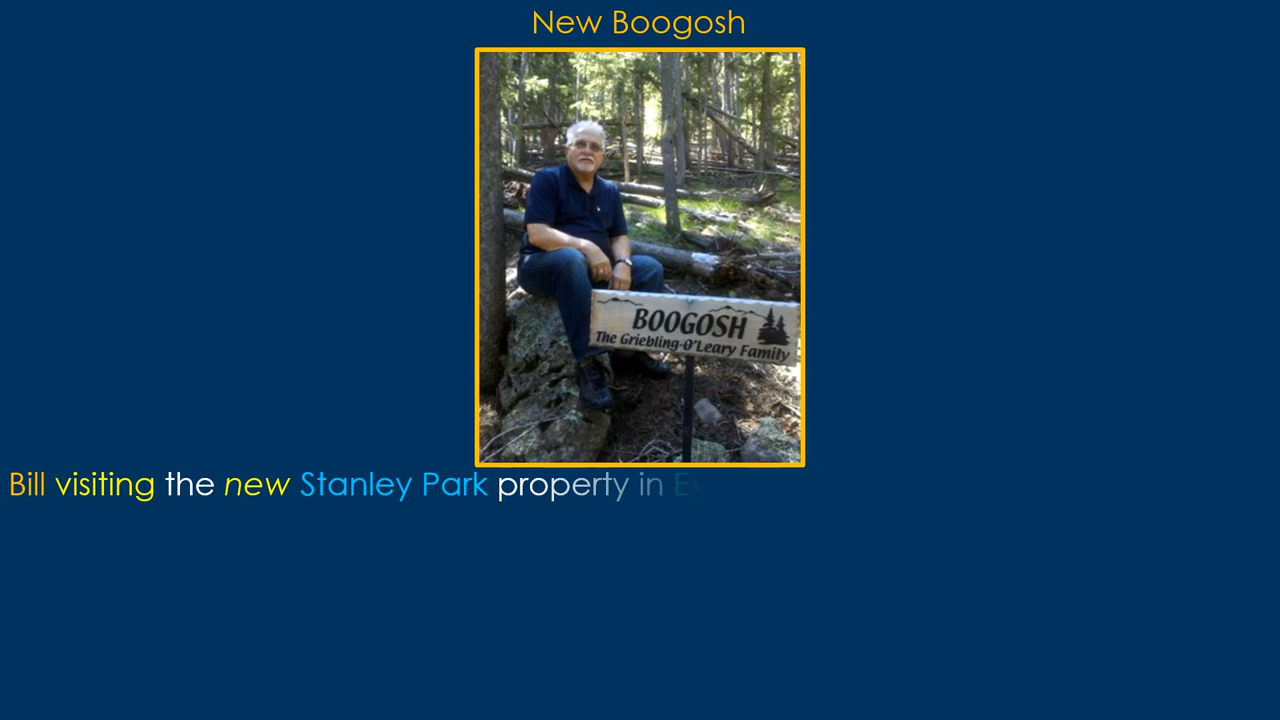 New Boogosh
BOOGOSH
The Griebling-O'Leary Family
Bill visiting the new Stanley Park property in